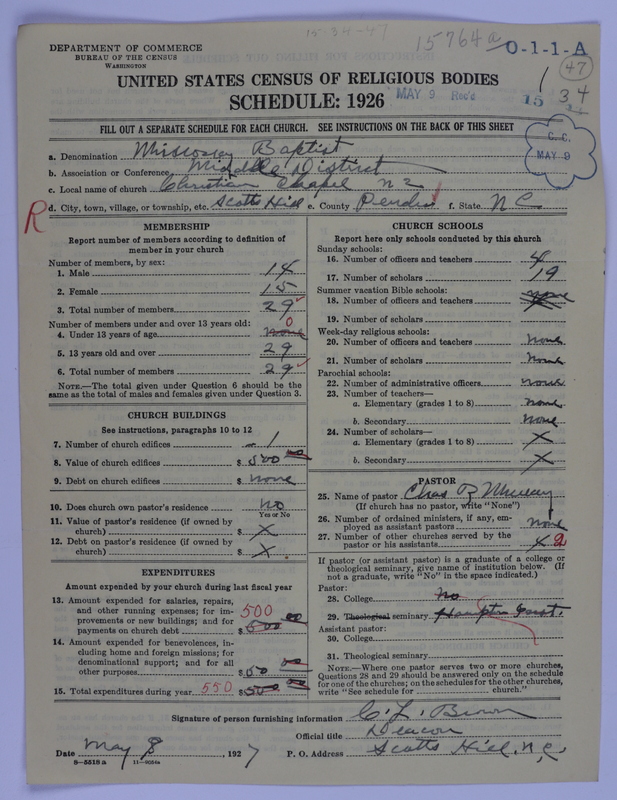 15-34-47
15764a
O-1-1-A
47
DEPARTMENT OF COMMERCE
BUREAU OF THE CENSUS
WASHINGTON
UNITED STATES CENSUS OF RELIGIOUS BODIES
SCHEDULE: 1926
MAY 9 Rec'd
15 34
FILL OUT A SEPARATE SCHEDULE FOR EACH CHURCH. SEE INSTRUCTIONS ON THE BACK OF THIS SHEET
C. C.
MAY 9
a. Denomination Missionary Baptist
b. Association or Conference Middle District
c. Local name of church Christian Chapel no 2
R
d. City, town, village, or township, etc. Scotts Hill e. County Pender f. State N C
MEMBERSHIP
Report number of members according to definition of
member in your church
Number of members, by sex:
1. Male 14
2. Female 15
3. Total number of members 29
Number of members under and over 13 years old:
4. Under 13 years of age none 0
5. 13 years old and over 29
6. Total number of members 29
NOTE.—The total given under Question 6 should be the
same as the total of males and females given under Question 3.
CHURCH BUILDINGS
See instructions, paragraphs 10 to 12
7. Number of church edifices 1
8. Value of church edifices $ 500 00
9. Debt on church edifices $ none
10. Does church own pastor's residence no
Yes or No
11. Value of pastor's residence (if owned by
church) $ X
12. Debt on pastor's residence (if owned by
church) $ X
EXPENDITURES
Amount expended by your church during last fiscal year
13. Amount expended for salaries, repairs,
and other running expenses; for im-
provements or new buildings; and for
payments on church debt $ 500 00
500
14. Amount expended for benevolences, in-
cluding home and foreign missions; for
denominational support; and for all
other purposes $ 50 00
15. Total expenditures during year 550 $ 500 00
CHURCH SCHOOLS
Report here only schools conducted by this church
Sunday schools:
16. Number of officers and teachers 4
17. Number of scholars 19
Summer vacation Bible schools:
18. Number of officers and teachers none
19. Number of scholars
Week-day religious schools:
20. Number of officers and teachers None
21. Number of scholars None
Parochial schools:
22. Number of administrative officers none
23. Number of teachers—
a. Elementary (grades 1 to 8) none
b. Secondary None
24. Number of scholars—
a. Elementary (grades 1 to 8) X
b. Secondary X
PASTOR
25. Name of pastor Chas B
(If church has no pastor, write "None")
26. Number of ordained ministers, if any, em-
ployed as assistant pastors none
27. Number of other churches served by the
pastor or his assistants 2
If pastor (or assistant pastor) is a graduate of a college or
theological seminary, give name of institution below. (If
not a graduate, write "No" in the space indicated.)
Pastor:
28. College No
29. Theological seminary Hampton Inst.
Assistant pastor:
30. College
31. Theological seminary
NOTE.—Where one pastor serves two or more churches,
Questions 28 and 29 should be answered only on the schedule
for one of the churches; on the schedules for the other churches,
write "See schedule for church."
Signature of person furnishing information C. L. Brown
Official title Deacon
Date May 8, 1927 P. O. Address Scotts Hill, N. C.
8—5518 a